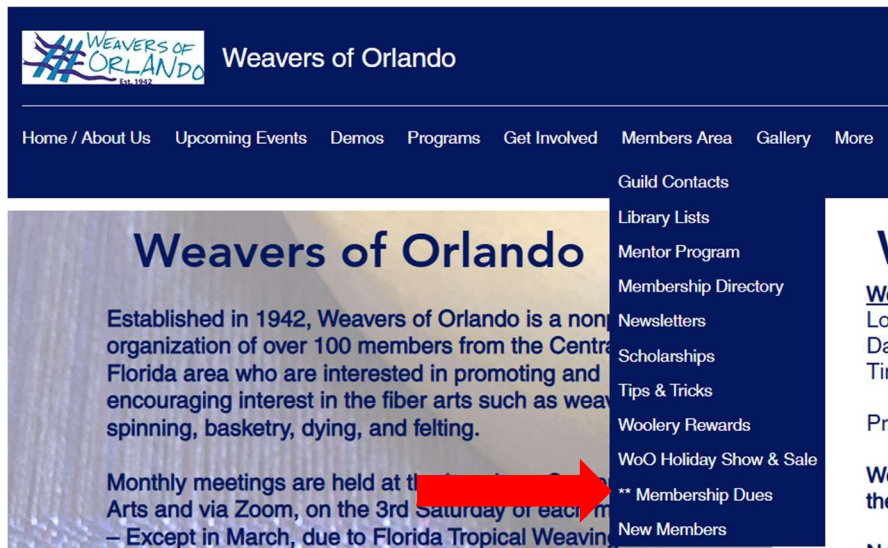 WEAVERS OF
ORLANDO
Est. 1942
Weavers of Orlando
Home / About Us Upcoming Events Demos Programs Get Involved Members Area Gallery More
Guild Contacts
Library Lists
Mentor Program
Membership Directory
Newsletters
Scholarships
Tips & Tricks
Woolery Rewards
WoO Holiday Show & Sale
** Membership Dues
New Members
Weavers of Orlando
Established in 1942, Weavers of Orlando is a
organization of over 100 members from the
Florida area who are interested in promoting and
encouraging interest in the fiber arts such as
spinning, basketry, dying, and felting.
Monthly meetings are held at
Arts and via Zoom, on the 3rd Saturday of each
– Except in March, due to Florida Tropical